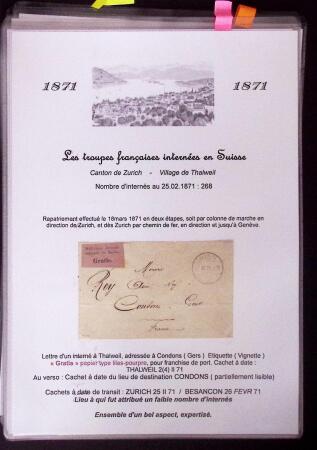 1871 1871
Les troupes françaises internées en Suisse
Canton de Zurich - Village de Thalweil
Nombre d'internés au 25.02.1871 : 268
Rapatriement effectué le 18mars 1871 en deux étapes, soit par colonne de marche en
direction de Zurich, et dès Zurich par chemin de fer, en direction et jusqu'à Genève.
Gratis.
Rey
Condons
Gers
France
Lettre d'un interné à Thalweil, adressée à Condons ( Gers ) Etiquette ( Vignette )
« Gratis » papier type lilas-pourpre, pour franchise de port. Cachet à date :
THALWEIL 2(4) II 71
Au verso : Cachet à date du lieu de destination CONDONS ( partiellement lisible)
Cachets à date de transit : ZURICH 25 II 71 / BESANCON 26 FEVR 71
Lieu à qui fut attribué un faible nombre d'internés
Ensemble d'un bel aspect, expertisé.